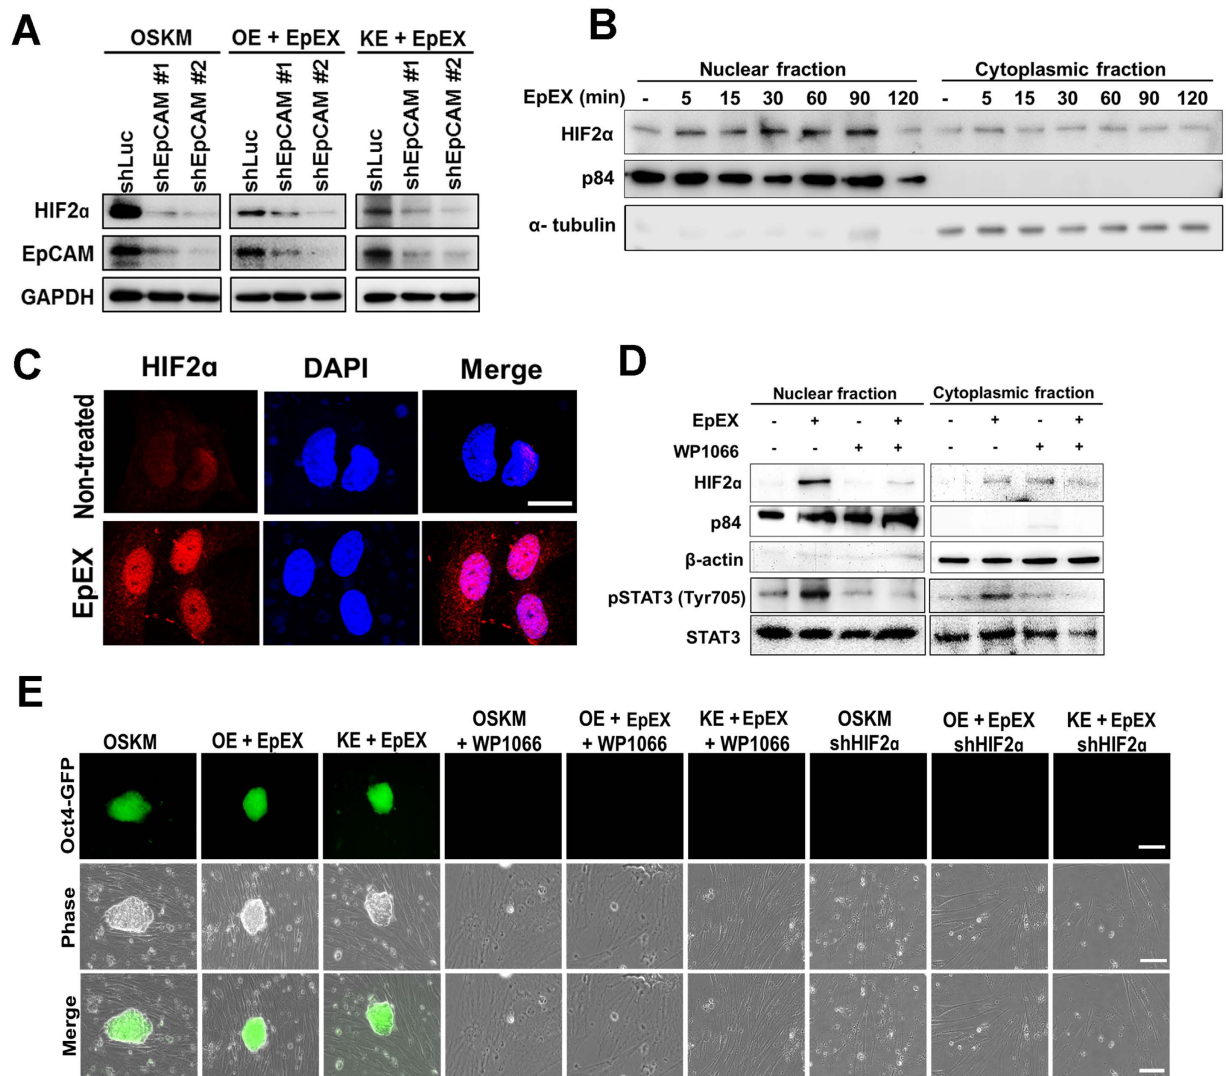 A
OSKM OE + EpEX KE + EpEX
shLuc shEpCAM #1 shEpCAM #2 shLuc shEpCAM #1 shEpCAM #2 shLuc shEpCAM #1 shEpCAM #2
HIF2α
EpCAM
GAPDH
B
Nuclear fraction Cytoplasmic fraction
EpEX (min) - 5 15 30 60 90 120 - 5 15 30 60 90 120
HIF2α
p84
α- tubulin
C
HIF2α DAPI Merge
Non-treated
EpEX
D
Nuclear fraction Cytoplasmic fraction
EpEX - + - + - + - +
WP1066 - - + + - - + +
HIF2α
p84
β-actin
pSTAT3 (Tyr705)
STAT3
E
OSKM OE + EpEX KE + EpEX OSKM + WP1066 OE + EpEX + WP1066 KE + EpEX + WP1066 OSKM shHIF2α OE + EpEX shHIF2α KE + EpEX shHIF2α
Oct4-GFP
Phase
Merge